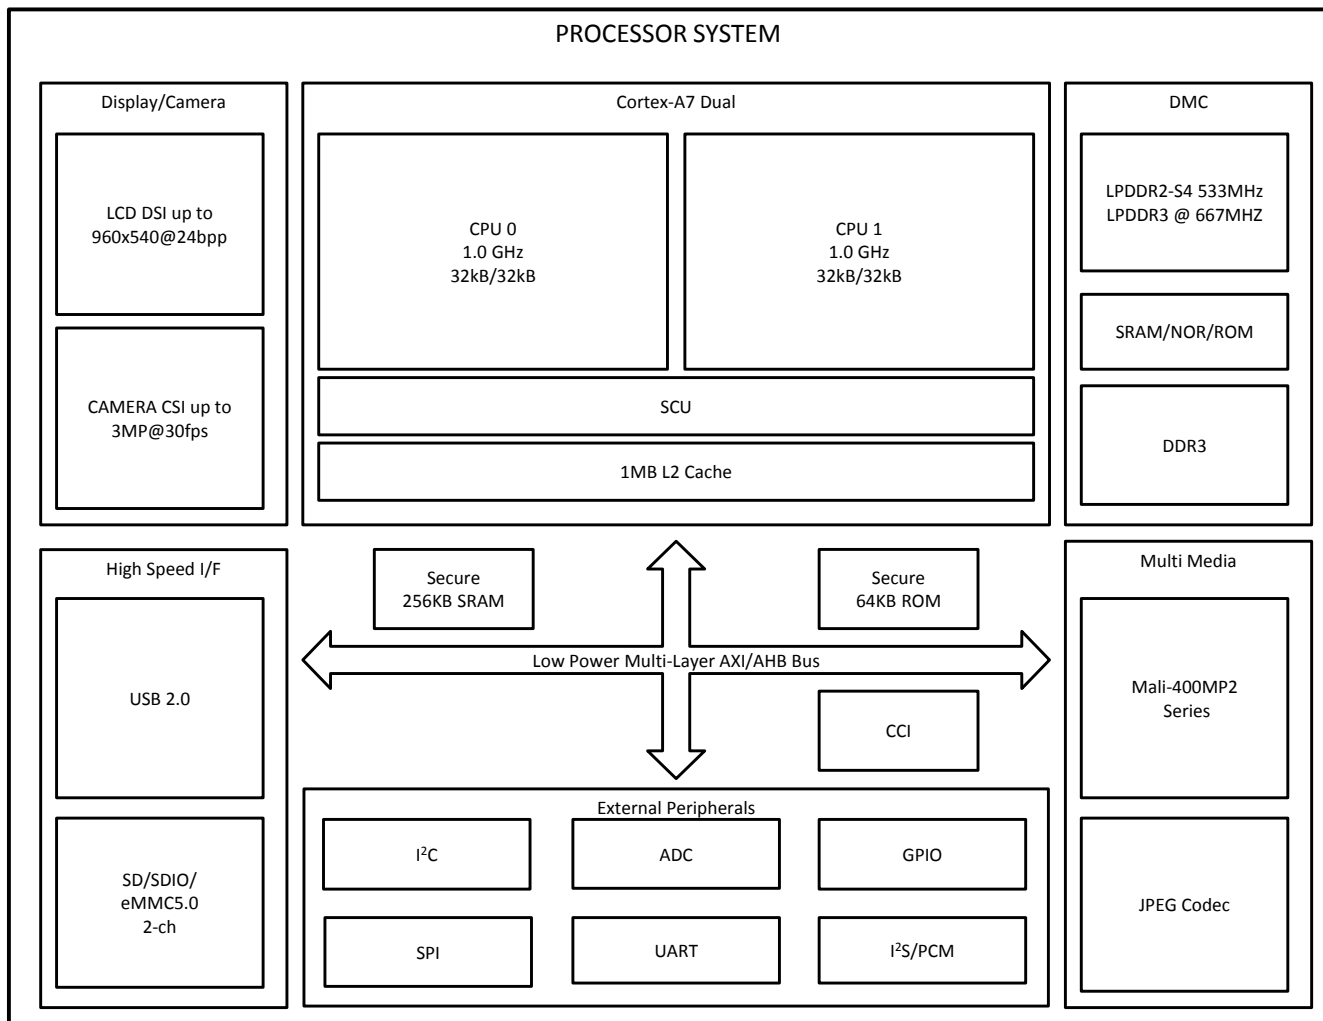 PROCESSOR SYSTEM
Display/Camera
LCD DSI up to
960x540@24bpp
CAMERA CSI up to
3MP@30fps
Cortex-A7 Dual
CPU 0
1.0 GHz
32kB/32kB
CPU 1
1.0 GHz
32kB/32kB
SCU
1MB L2 Cache
DMC
LPDDR2-S4 533MHz
LPDDR3 @ 667MHZ
SRAM/NOR/ROM
DDR3
High Speed I/F
USB 2.0
SD/SDIO/
eMMC5.0
2-ch
Secure
256KB SRAM
Secure
64KB ROM
Low Power Multi-Layer AXI/AHB Bus
CCI
External Peripherals
I²C
ADC
GPIO
SPI
UART
I²S/PCM
Multi Media
Mali-400MP2
Series
JPEG Codec